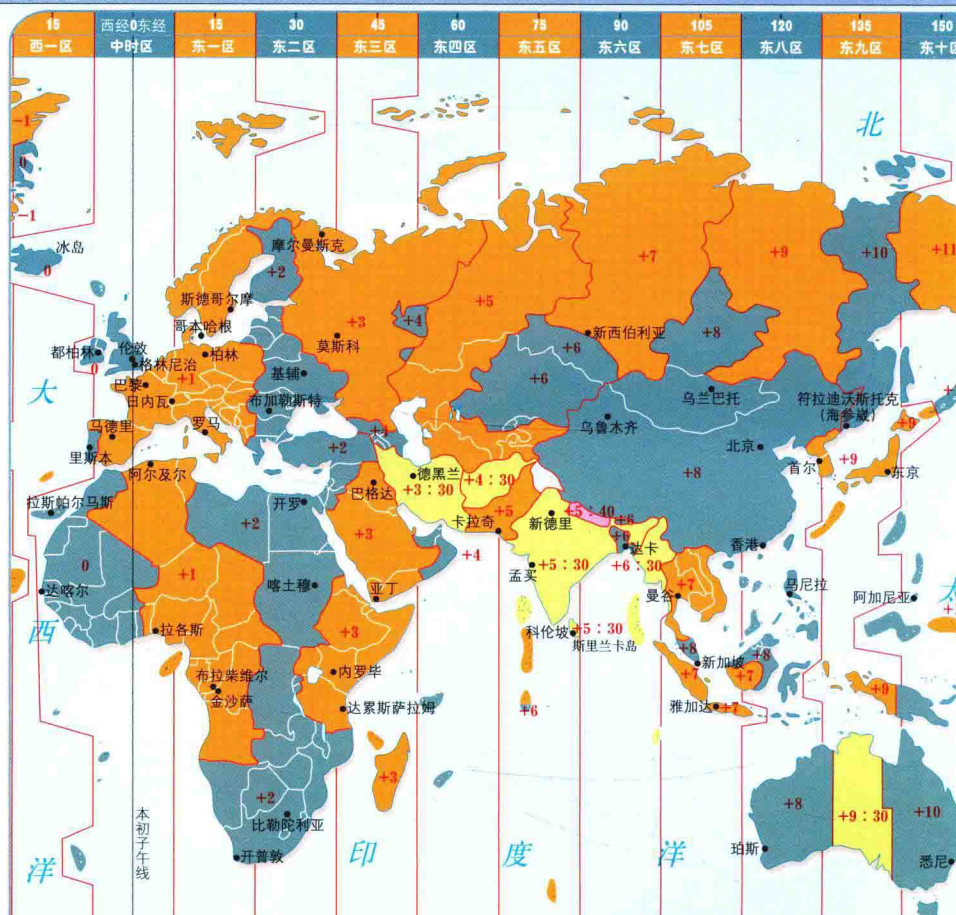 15 西经0东经 15 30 45 60 75 90 105 120 135 150
西一区 中时区 东一区 东二区 东三区 东四区 东五区 东六区 东七区 东八区 东九区 东十区
北
-1
0
-1
冰岛
0
摩尔曼斯克
+2
+7
+9
+10
+11
斯德哥尔摩
+5
哥本哈根
+3
+4
莫斯科
新西伯利亚
+8
+6
都柏林
伦敦
格林尼治
柏林
0
+1
巴黎
基辅
+6
大
日内瓦
布加勒斯特
乌兰巴托
符拉迪沃斯托克
(海参崴)
乌鲁木齐
+9
马德里
罗马
+4
里斯本
+2
北京
首尔
+9
东京
阿尔及尔
德黑兰
+8
+3:30
+4:30
巴格达
拉斯帕尔马斯
开罗
+5
卡拉奇
新德里
+5:40
+6
+2
+3
+6
达卡
香港
+4
+5:30
+6:30
0
+1
喀土穆
孟买
+7
达喀尔
亚丁
曼谷
马尼拉
阿加尼亚
太
西
拉各斯
+3
科伦坡
+5:30
斯里兰卡岛
+8
新加坡
+8
布拉柴维尔
金沙萨
内罗毕
+7
+7
+9
达累斯萨拉姆
+6
雅加达
+7
+3
+2
+8
+9:30
+10
本初子午线
比勒陀利亚
洋
开普敦
印
度
洋
珀斯
悉尼